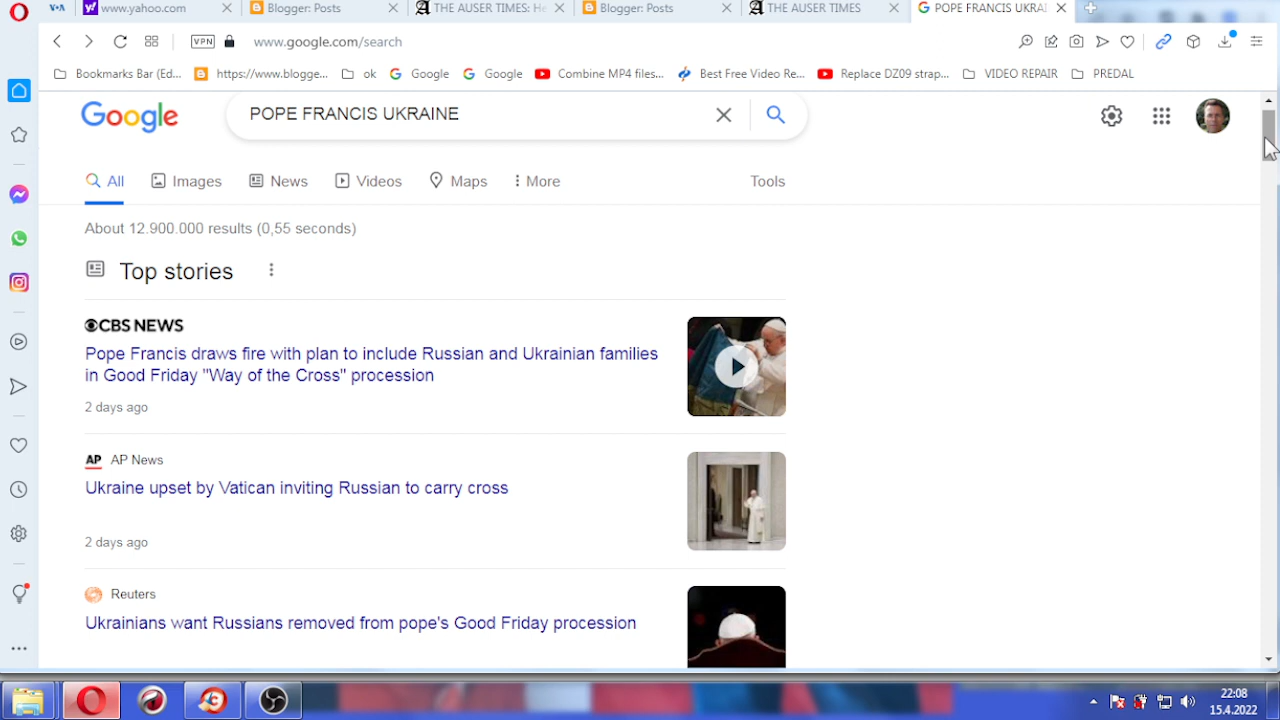 www.yahoo.com
Blogger: Posts
THE AUSER TIMES: He
Blogger: Posts
THE AUSER TIMES
POPE FRANCIS UKRAI
VPN
www.google.com/search
Bookmarks Bar (Ed...
https://www.blogge...
ok
Google
Google
Combine MP4 files...
Best Free Video Re...
Replace DZ09 strap...
VIDEO REPAIR
PREDAL
Google
POPE FRANCIS UKRAINE
All
Images
News
Videos
Maps
More
Tools
About 12.900.000 results (0,55 seconds)
Top stories
CBS NEWS
Pope Francis draws fire with plan to include Russian and Ukrainian families
in Good Friday "Way of the Cross" procession
2 days ago
AP AP News
Ukraine upset by Vatican inviting Russian to carry cross
2 days ago
Reuters
Ukrainians want Russians removed from pope's Good Friday procession
22:08
15.4.2022